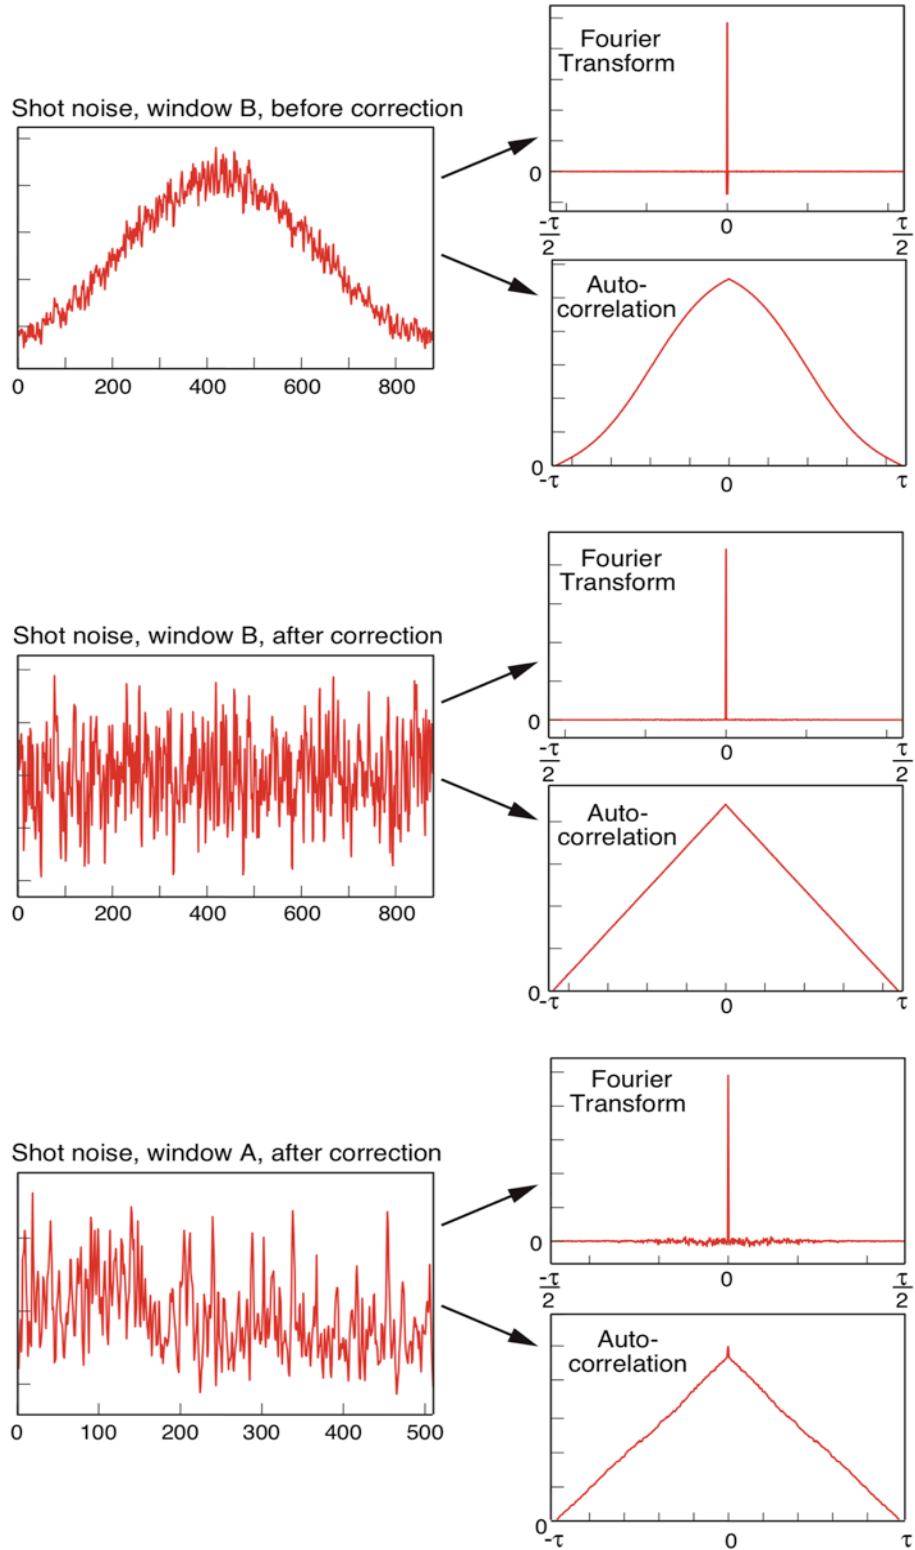 Fourier
Transform
Shot noise, window B, before correction
0
-τ
2
0
τ
2
Auto-
correlation
0
-τ
0
τ
0
200
400
600
800
Fourier
Transform
Shot noise, window B, after correction
0
-τ
2
0
τ
2
Auto-
correlation
0
-τ
0
τ
0
200
400
600
800
Fourier
Transform
Shot noise, window A, after correction
0
-τ
2
0
τ
2
Auto-
correlation
0
-τ
0
τ
0
100
200
300
400
500